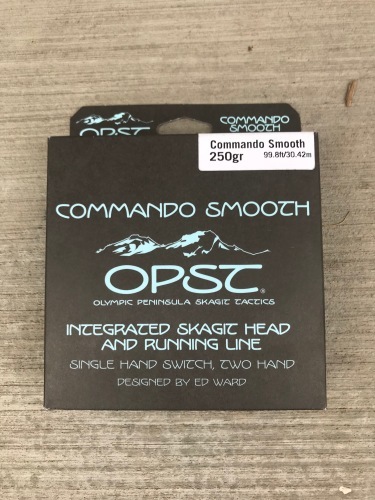 OPST
COMMANDO
SMOOTH
Commando Smooth
250gr 99.8ft/30.42m
COMMANDO SMOOTH
OPST®
OLYMPIC PENINSULA SKAGIT TACTICS
INTEGRATED SKAGIT HEAD
AND RUNNING LINE
SINGLE HAND SWITCH, TWO HAND
DESIGNED BY ED WARD